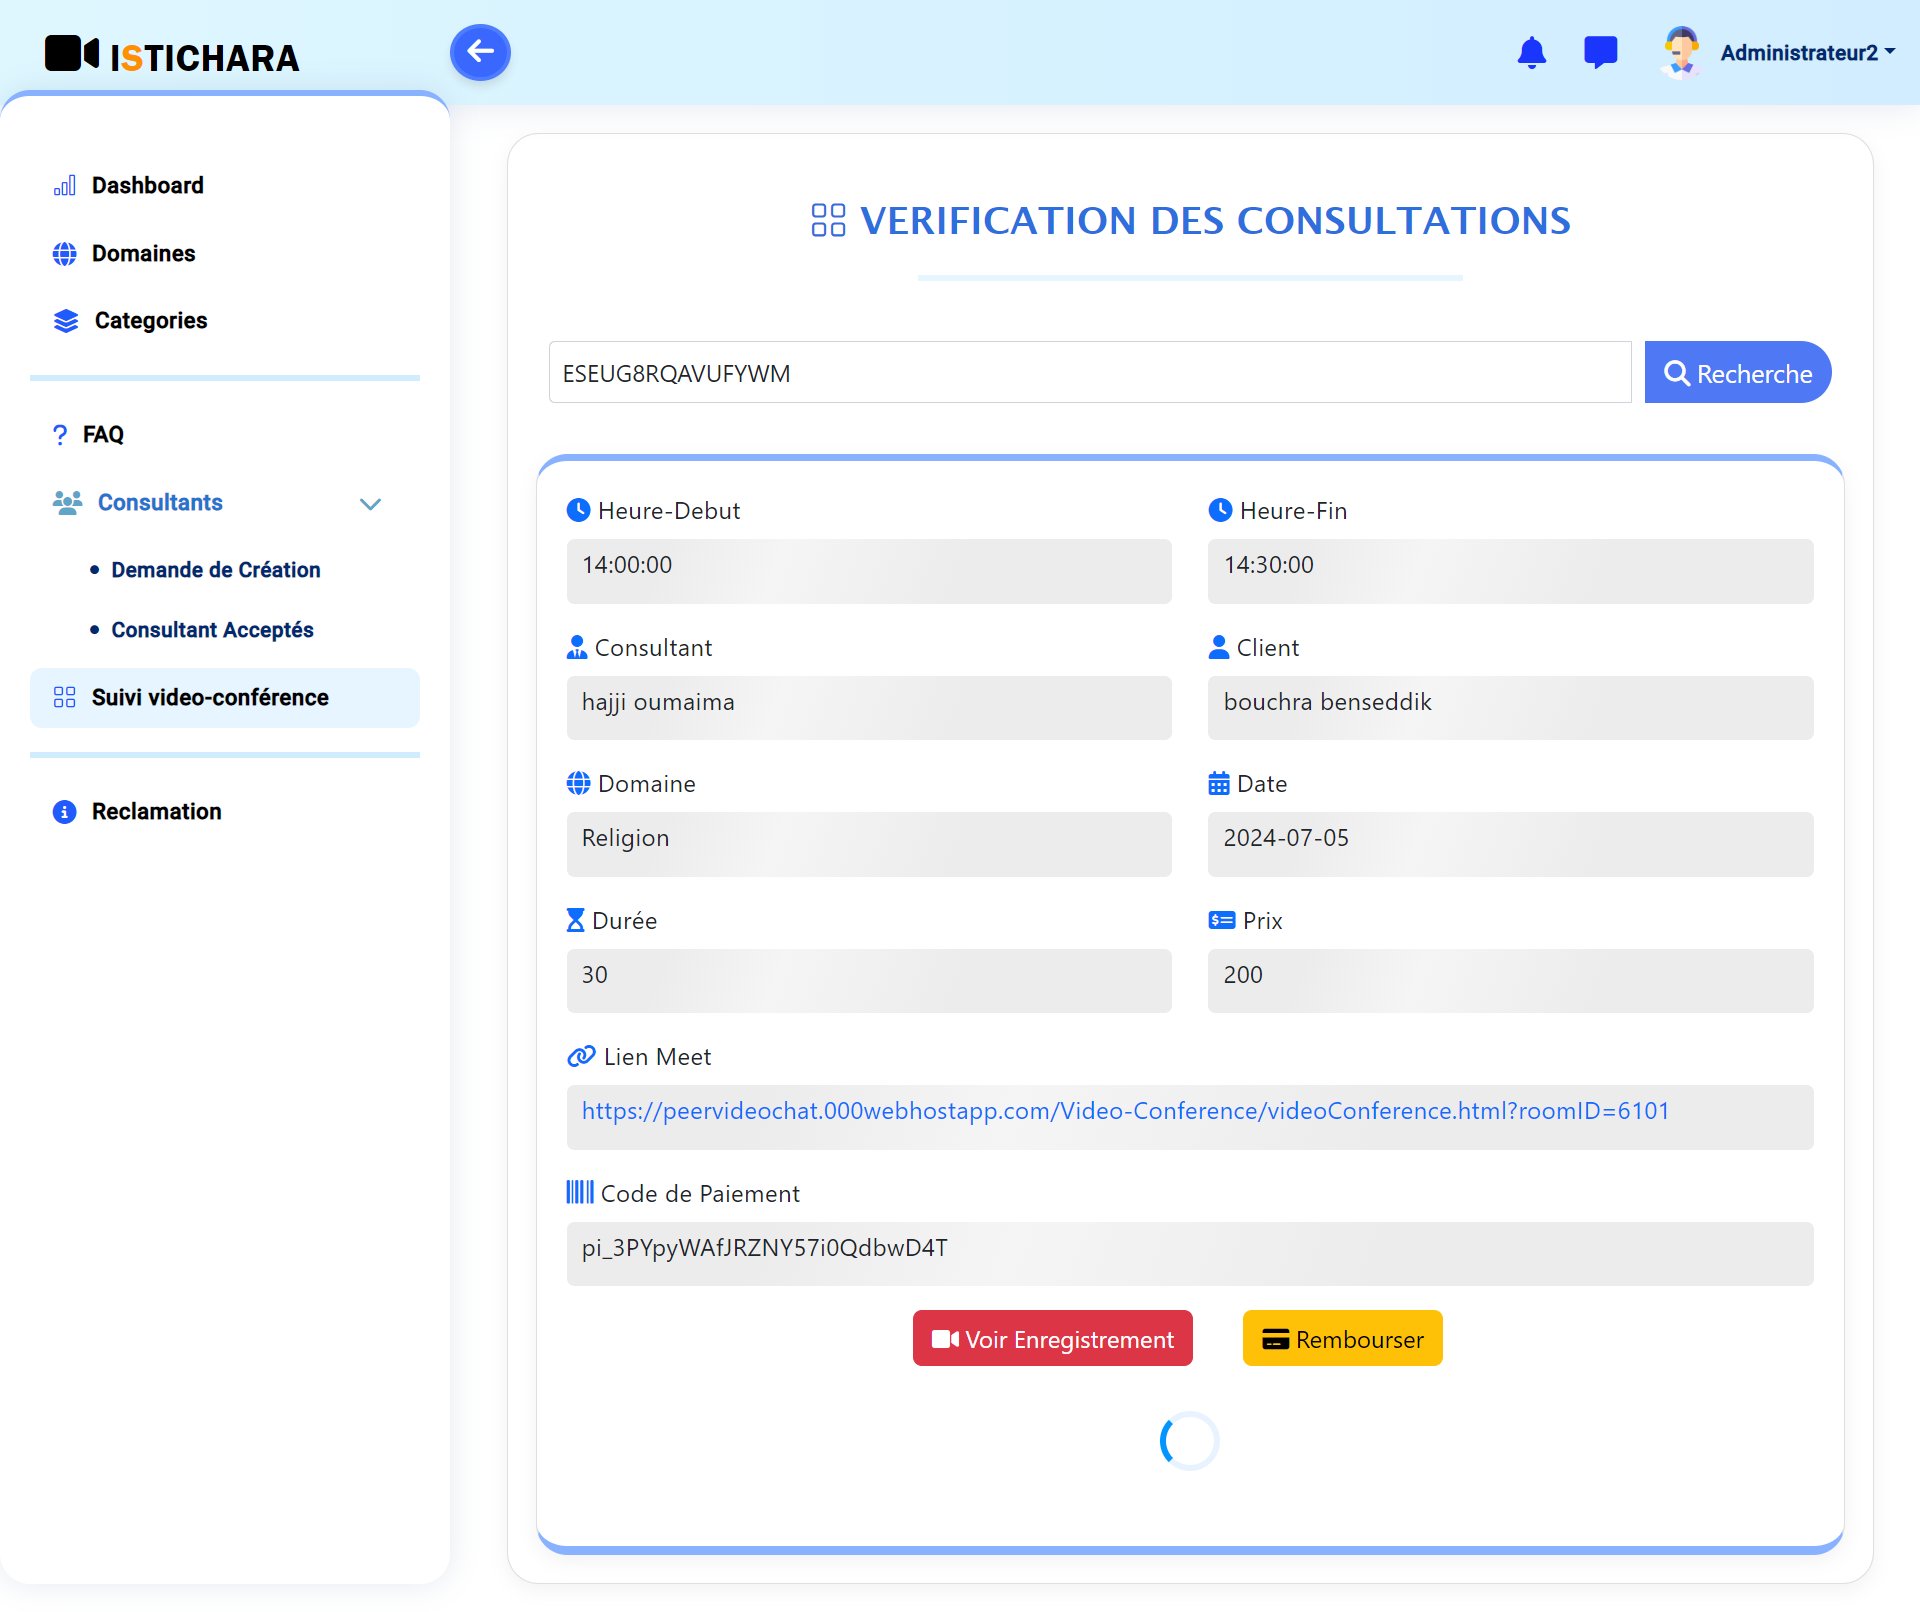 ISTICHARA
Administrateur2
Dashboard
Domaines
Categories
FAQ
Consultants
Demande de Création
Consultant Acceptés
Suivi video-conférence
Reclamation
VERIFICATION DES CONSULTATIONS
ESEUG8RQAVUFYWM
Recherche
Heure-Debut
Heure-Fin
14:00:00
14:30:00
Consultant
Client
hajji oumaima
bouchra benseddik
Domaine
Date
Religion
2024-07-05
Durée
Prix
30
200
Lien Meet
https://peervideochat.000webhostapp.com/Video-Conference/videoConference.html?roomID=6101
Code de Paiement
pi_3PYpyWAfJRZNY57i0QdbwD4T
Voir Enregistrement
Rembourser